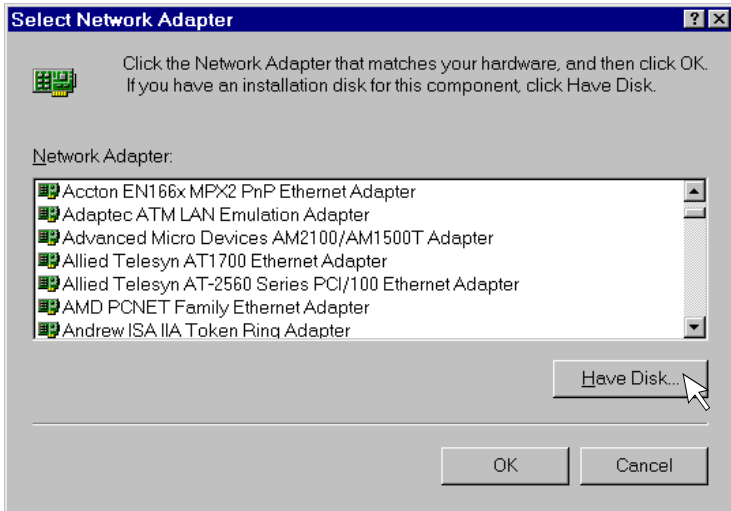 Select Network Adapter
Click the Network Adapter that matches your hardware, and then click OK.
If you have an installation disk for this component, click Have Disk.
Network Adapter:
Accton EN166x MPX2 PnP Ethernet Adapter
Adaptec ATM LAN Emulation Adapter
Advanced Micro Devices AM2100/AM1500T Adapter
Allied Telesyn AT1700 Ethernet Adapter
Allied Telesyn AT-2560 Series PCI/100 Ethernet Adapter
AMD PCNET Family Ethernet Adapter
Andrew ISA IIA Token Ring Adapter
Have Disk...
OK Cancel